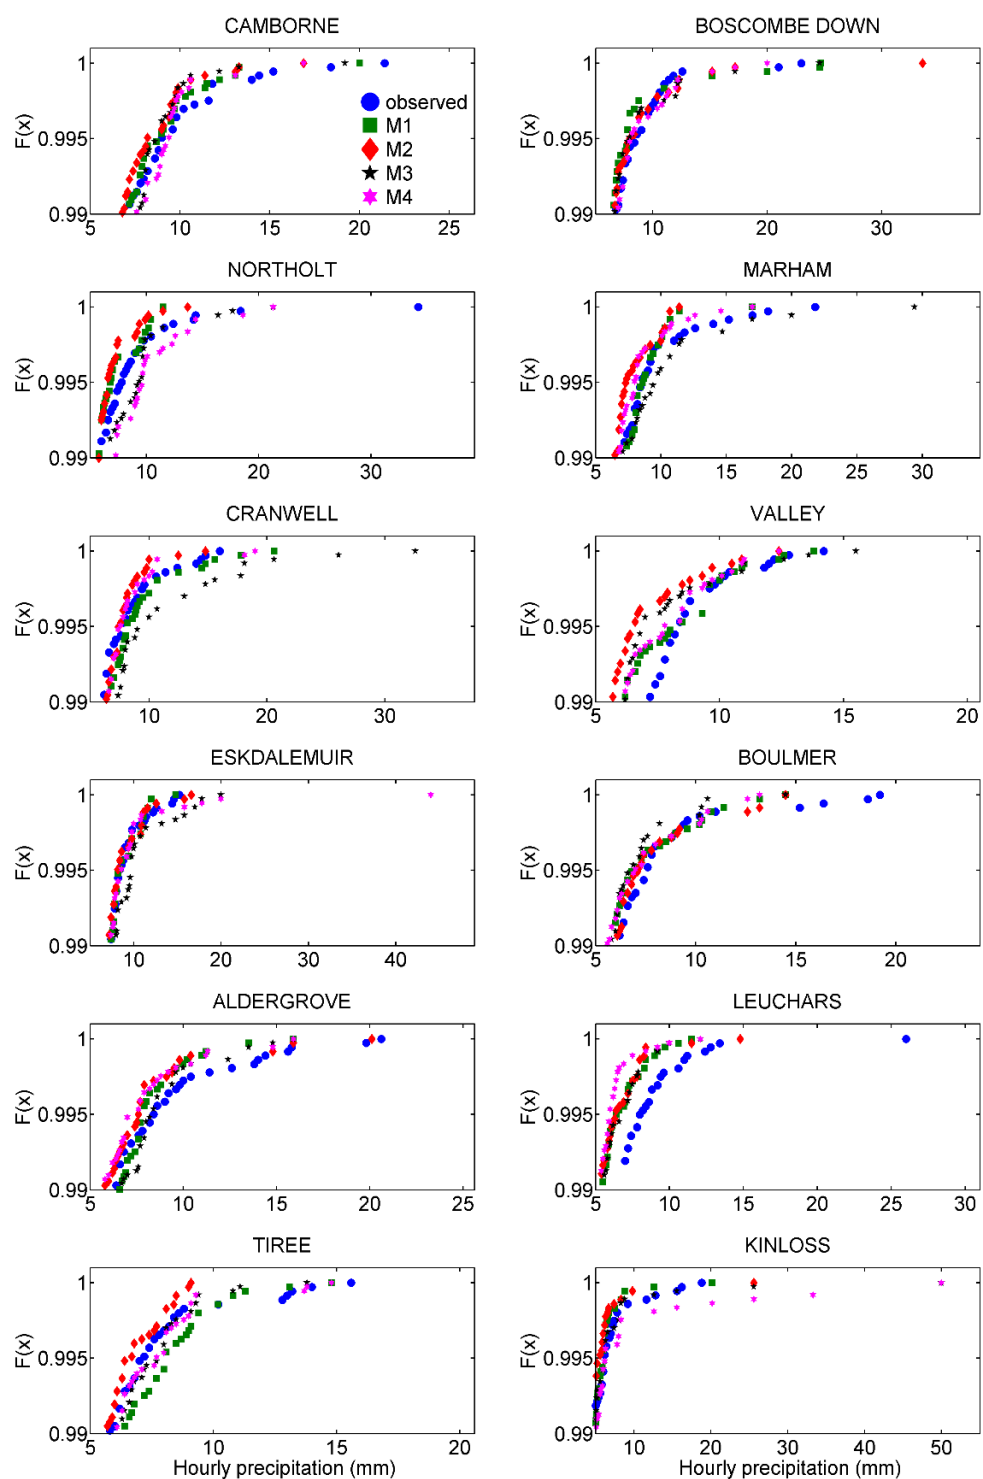 CAMBORNE
BOSCOMBE DOWN
F(x)
1
0.995
0.99
5 10 15 20 25
observed
M1
M2
M3
M4
F(x)
1
0.995
0.99
10 20 30
NORTHOLT
MARHAM
F(x)
1
0.995
0.99
10 20 30
F(x)
1
0.995
0.99
5 10 15 20 25 30
CRANWELL
VALLEY
F(x)
1
0.995
0.99
10 20 30
F(x)
1
0.995
0.99
5 10 15 20
ESKDALEMUIR
BOULMER
F(x)
1
0.995
0.99
10 20 30 40
F(x)
1
0.995
0.99
5 10 15 20
ALDERGROVE
LEUCHARS
F(x)
1
0.995
0.99
5 10 15 20 25
F(x)
1
0.995
0.99
5 10 15 20 25 30
TIREE
KINLOSS
F(x)
1
0.995
0.99
5 10 15 20
Hourly precipitation (mm)
F(x)
1
0.995
0.99
10 20 30 40 50
Hourly precipitation (mm)